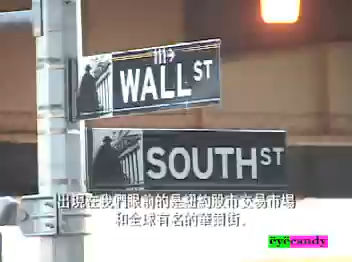 111→
WALL ST
SOUTH ST
出現在我們眼前的是紐約股市交易市場
和全球有名的華爾街.
eyecandy